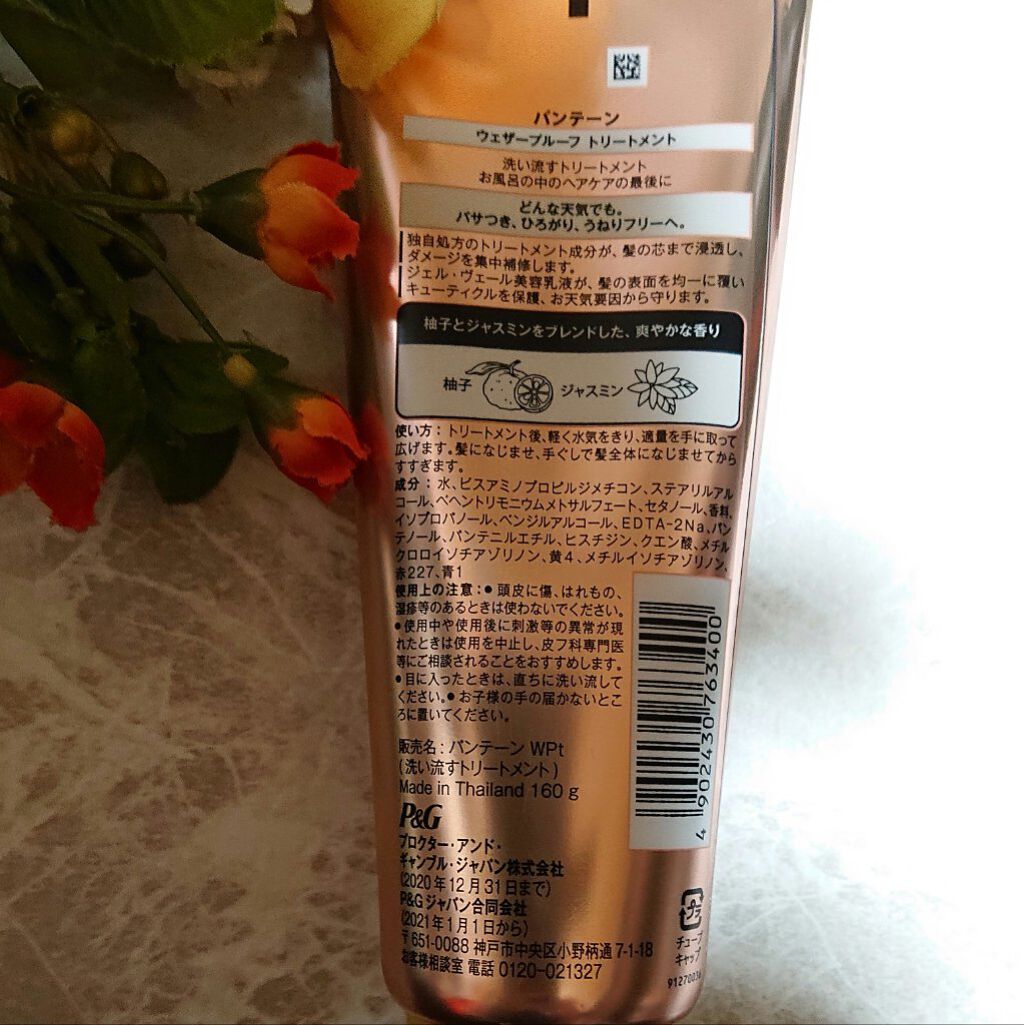 パンテーン
ウェザープルーフ トリートメント
洗い流すトリートメント
お風呂の中のヘアケアの最後に
どんな天気でも。
パサつき、ひろがり、うねりフリーへ。
独自処方のトリートメント成分が、髪の芯まで浸透し、
ダメージを集中補修します。
ジェル・ヴェール美容乳液が、髪の表面を均一に覆い
キューティクルを保護、お天気要因から守ります。
柚子とジャスミンをブレンドした、爽やかな香り
柚子 ジャスミン
使い方：トリートメント後、軽く水気をきり、適量を手に取って
広げます。髪になじませ、手ぐしで髪全体になじませてから
すすぎます。
成分：水、ビスアミノプロピルジメチコン、ステアリルアル
コール、ベヘントリモニウムメトサルフェート、セタノール、香料、
イソプロパノール、ベンジルアルコール、EDTA-2Na、パン
テノール、パンテニルエチル、ヒスチジン、クエン酸、メチル
クロロイソチアゾリノン、黄4、メチルイソチアゾリノン、
赤227、青1
使用上の注意：●頭皮に傷、はれもの、
湿疹等のあるときは使わないでください。
●使用中や使用後に刺激等の異常が現
れたときは使用を中止し、皮フ科専門医
等にご相談されることをおすすめします。
●目に入ったときは、直ちに洗い流して
ください。●お子様の手の届かないとこ
ろに置いてください。
販売名：パンテーン WPt
(洗い流すトリートメント)
Made in Thailand 160 g
P&G
プロクター・アンド・
ギャンブル・ジャパン株式会社
(2020年12月31日まで)
P&Gジャパン合同会社
(2021年1月1日から)
〒651-0088 神戸市中央区小野柄通7-1-18
お客様相談室 電話 0120-021327
4 902430 763400
プラ
チューブ
キャップ